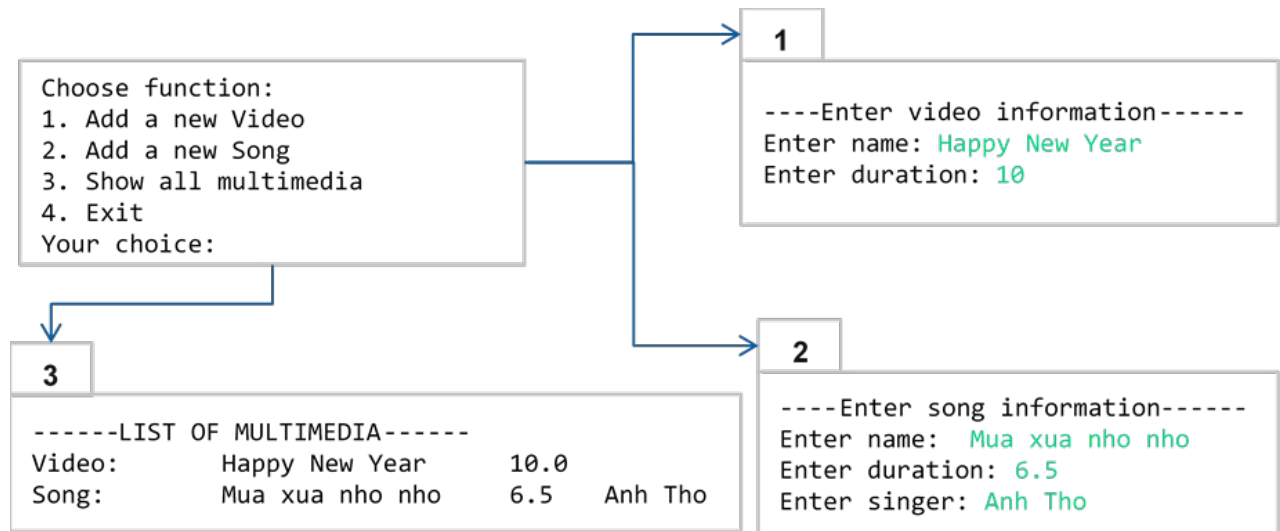 Choose function:
1. Add a new Video
2. Add a new Song
3. Show all multimedia
4. Exit
Your choice:
1
----Enter video information------
Enter name: Happy New Year
Enter duration: 10
2
----Enter song information------
Enter name: Mua xua nho nho
Enter duration: 6.5
Enter singer: Anh Tho
3
------LIST OF MULTIMEDIA------
Video: Happy New Year 10.0
Song: Mua xua nho nho 6.5 Anh Tho